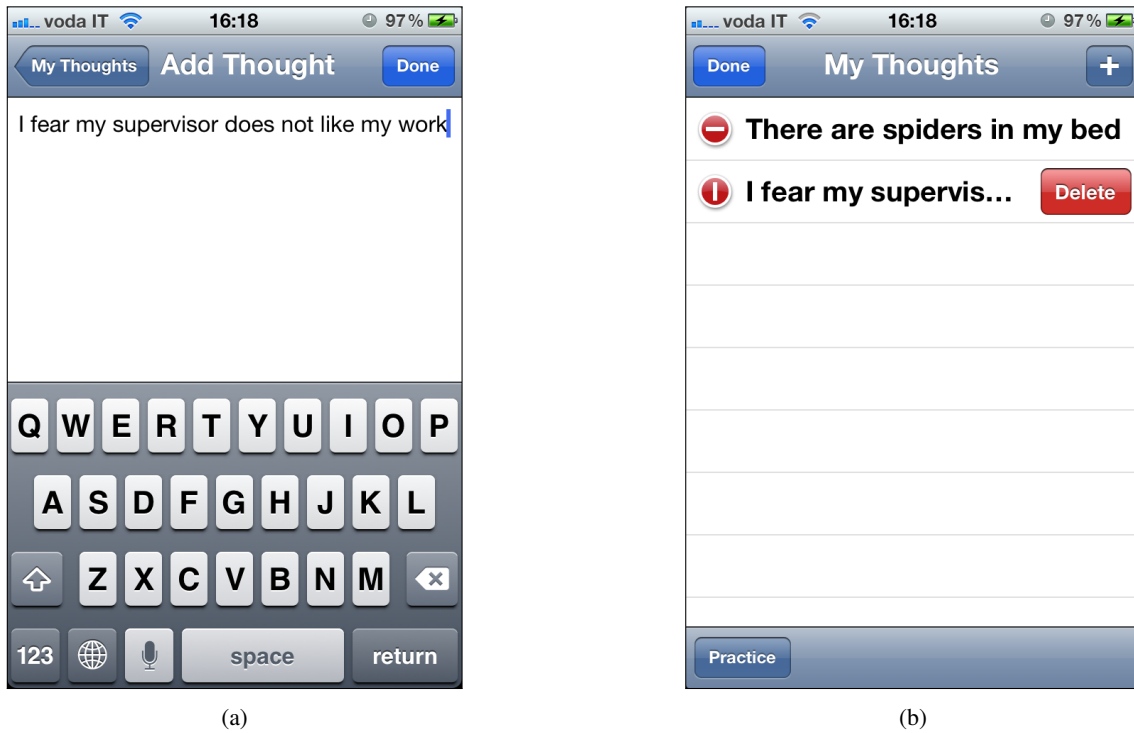 voda IT 16:18 97%
My Thoughts Add Thought Done
I fear my supervisor does not like my work
Q W E R T Y U I O P
A S D F G H J K L
Z X C V B N M
123 space return
(a)
voda IT 16:18 97%
Done My Thoughts +
There are spiders in my bed
I fear my supervis... Delete
Practice
(b)